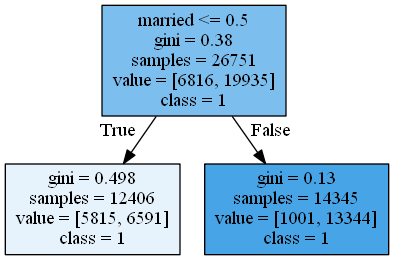 married <= 0.5
gini = 0.38
samples = 26751
value = [6816, 19935]
class = 1
True
False
gini = 0.498
samples = 12406
value = [5815, 6591]
class = 1
gini = 0.13
samples = 14345
value = [1001, 13344]
class = 1